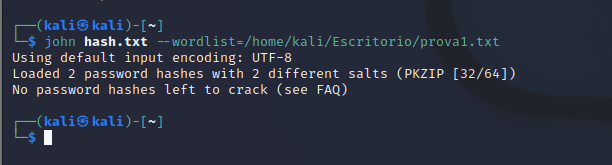 ┌──(kali㉿kali)-[~]
└─$ john hash.txt --wordlist=/home/kali/Escritorio/prova1.txt
Using default input encoding: UTF-8
Loaded 2 password hashes with 2 different salts (PKZIP [32/64])
No password hashes left to crack (see FAQ)
┌──(kali㉿kali)-[~]
└─$